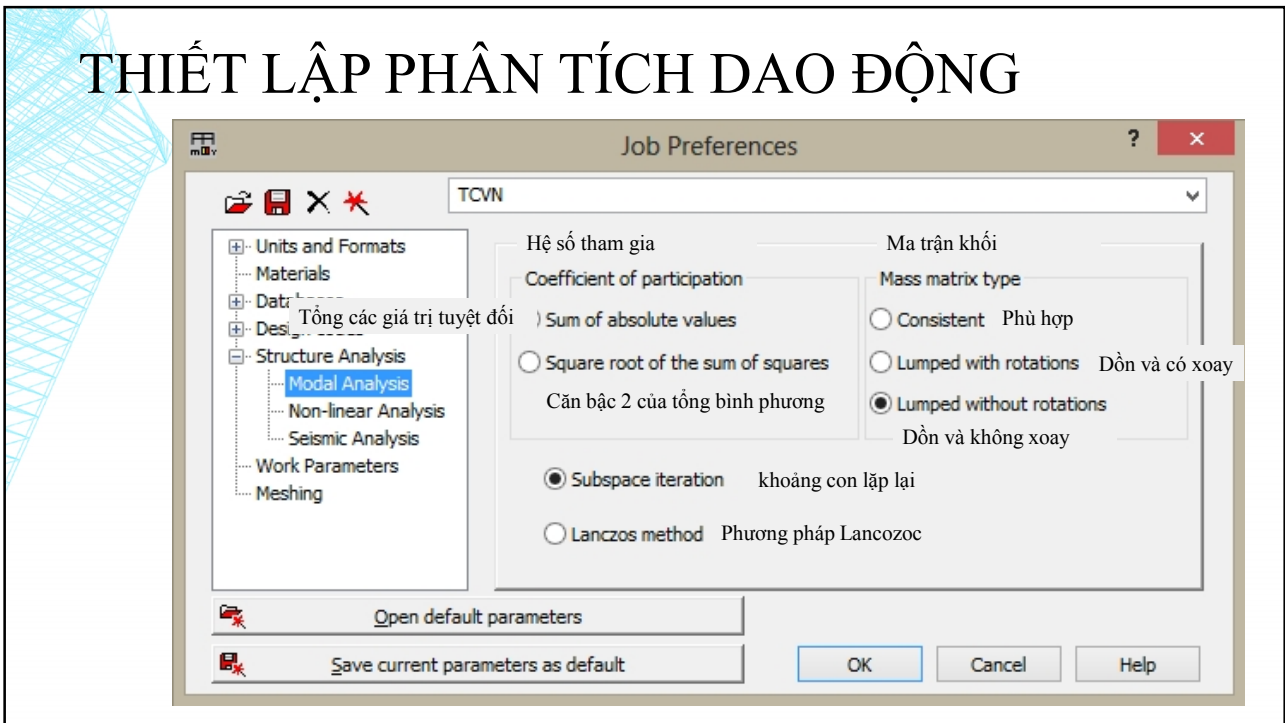 THIẾT LẬP PHÂN TÍCH DAO ĐỘNG
Job Preferences
?
TCVN
Units and Formats
Materials
Tổng các giá trị tuyệt đối
Structure Analysis
Modal Analysis
Non-linear Analysis
Seismic Analysis
Work Parameters
Meshing
Hệ số tham gia
Coefficient of participation
Sum of absolute values
Square root of the sum of squares
Căn bậc 2 của tổng bình phương
Ma trận khối
Mass matrix type
Consistent Phù hợp
Lumped with rotations Dồn và có xoay
Lumped without rotations
Dồn và không xoay
Subspace iteration khoảng con lặp lại
Lanczos method Phương pháp Lancozoc
Open default parameters
Save current parameters as default
OK Cancel Help